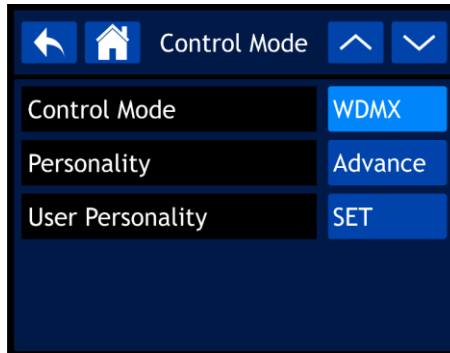 Control Mode
Control Mode WDMX
Personality Advance
User Personality SET